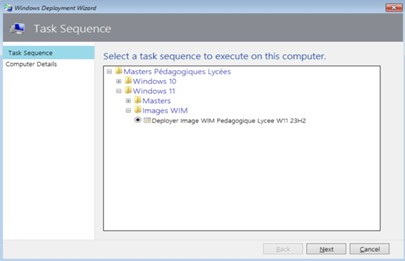 Windows Deployment Wizard
Task Sequence
Task Sequence
Computer Details
Select a task sequence to execute on this computer.
Masters Pédagogiques Lycées
Windows 10
Windows 11
Masters
Images WIM
Deployer Image WIM Pedagogique Lycee W11 23H2
Back Next Cancel